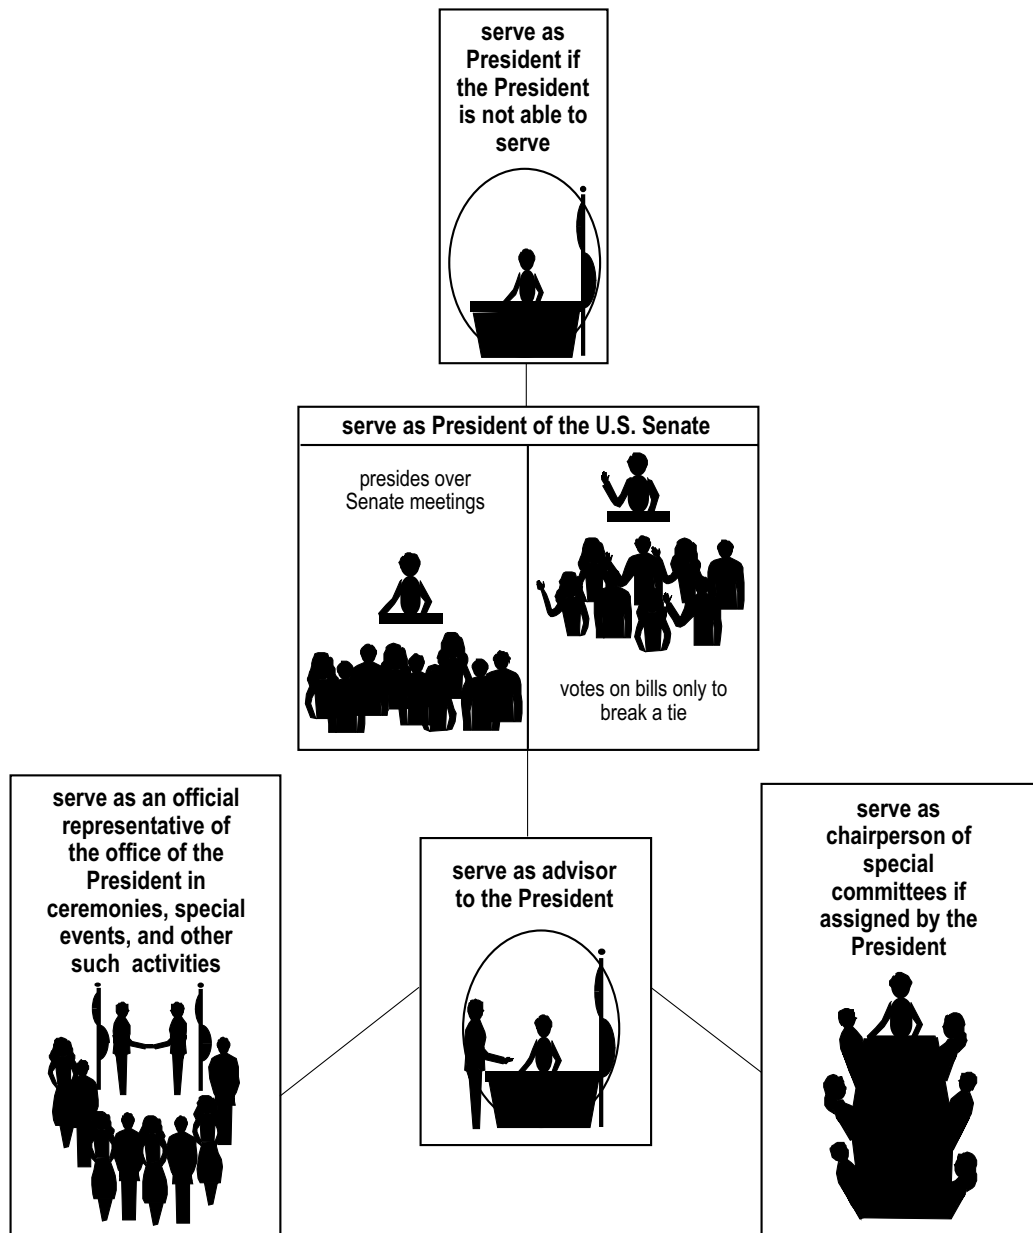 serve as
President if
the President
is not able to
serve
serve as President of the U.S. Senate
presides over
Senate meetings
votes on bills only to
break a tie
serve as an official
representative of
the office of the
President in
ceremonies, special
events, and other
such activities
serve as advisor
to the President
serve as
chairperson of
special
committees if
assigned by the
President